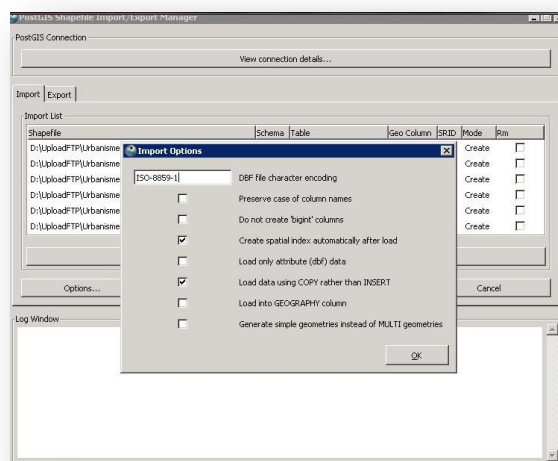 PostGIS Shapefile Import/Export Manager
PostGIS Connection
View connection details...
Import Export
Import List
Shapefile Schema Table Geo Column SRID Mode Rm
D:\UploadFTP\Urbanisme Create
D:\UploadFTP\Urbanisme Create
D:\UploadFTP\Urbanisme Create
D:\UploadFTP\Urbanisme Create
D:\UploadFTP\Urbanisme Create
D:\UploadFTP\Urbanisme Create
Import Options
ISO-8859-1 DBF file character encoding
Preserve case of column names
Do not create 'bigint' columns
Create spatial index automatically after load
Load only attribute (dbf) data
Load data using COPY rather than INSERT
Load into GEOGRAPHY column
Generate simple geometries instead of MULTI geometries
OK
Options... Cancel
Log Window